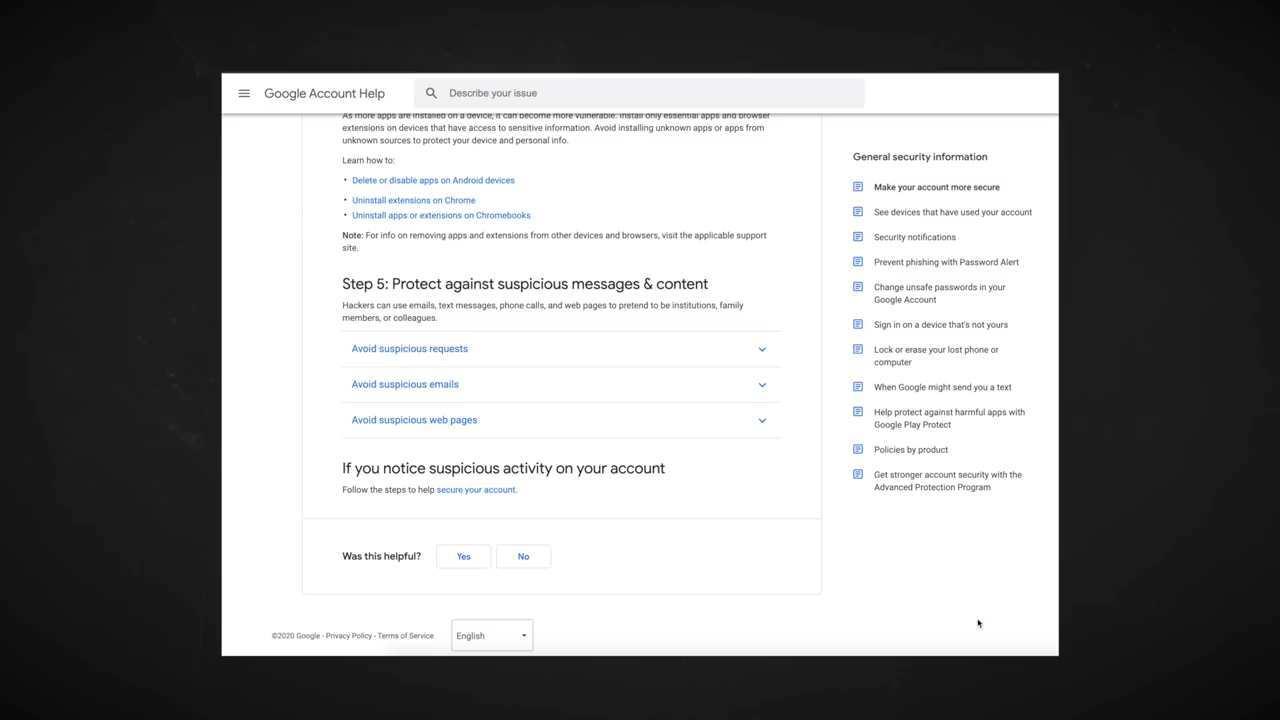 Google Account Help
Describe your issue
As more apps are installed on a device, it can become more vulnerable. Install only essential apps and browser
extensions on devices that have access to sensitive information. Avoid installing unknown apps or apps from
unknown sources to protect your device and personal info.
Learn how to:
• Delete or disable apps on Android devices
• Uninstall extensions on Chrome
• Uninstall apps or extensions on Chromebooks
Note: For info on removing apps and extensions from other devices and browsers, visit the applicable support
site.
Step 5: Protect against suspicious messages & content
Hackers can use emails, text messages, phone calls, and web pages to pretend to be institutions, family
members, or colleagues.
Avoid suspicious requests
Avoid suspicious emails
Avoid suspicious web pages
If you notice suspicious activity on your account
Follow the steps to help secure your account.
Was this helpful?
Yes
No
©2020 Google - Privacy Policy - Terms of Service
English
General security information
Make your account more secure
See devices that have used your account
Security notifications
Prevent phishing with Password Alert
Change unsafe passwords in your
Google Account
Sign in on a device that's not yours
Lock or erase your lost phone or
computer
When Google might send you a text
Help protect against harmful apps with
Google Play Protect
Policies by product
Get stronger account security with the
Advanced Protection Program